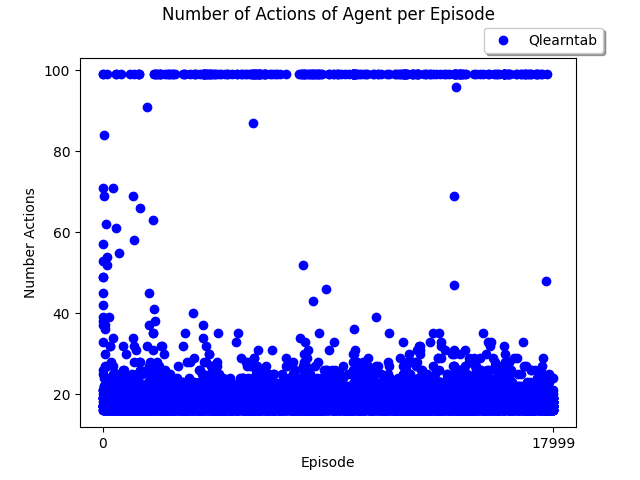 Number of Actions of Agent per Episode
Qlearntab
100
80
60
40
20
Number Actions
0 17999
Episode